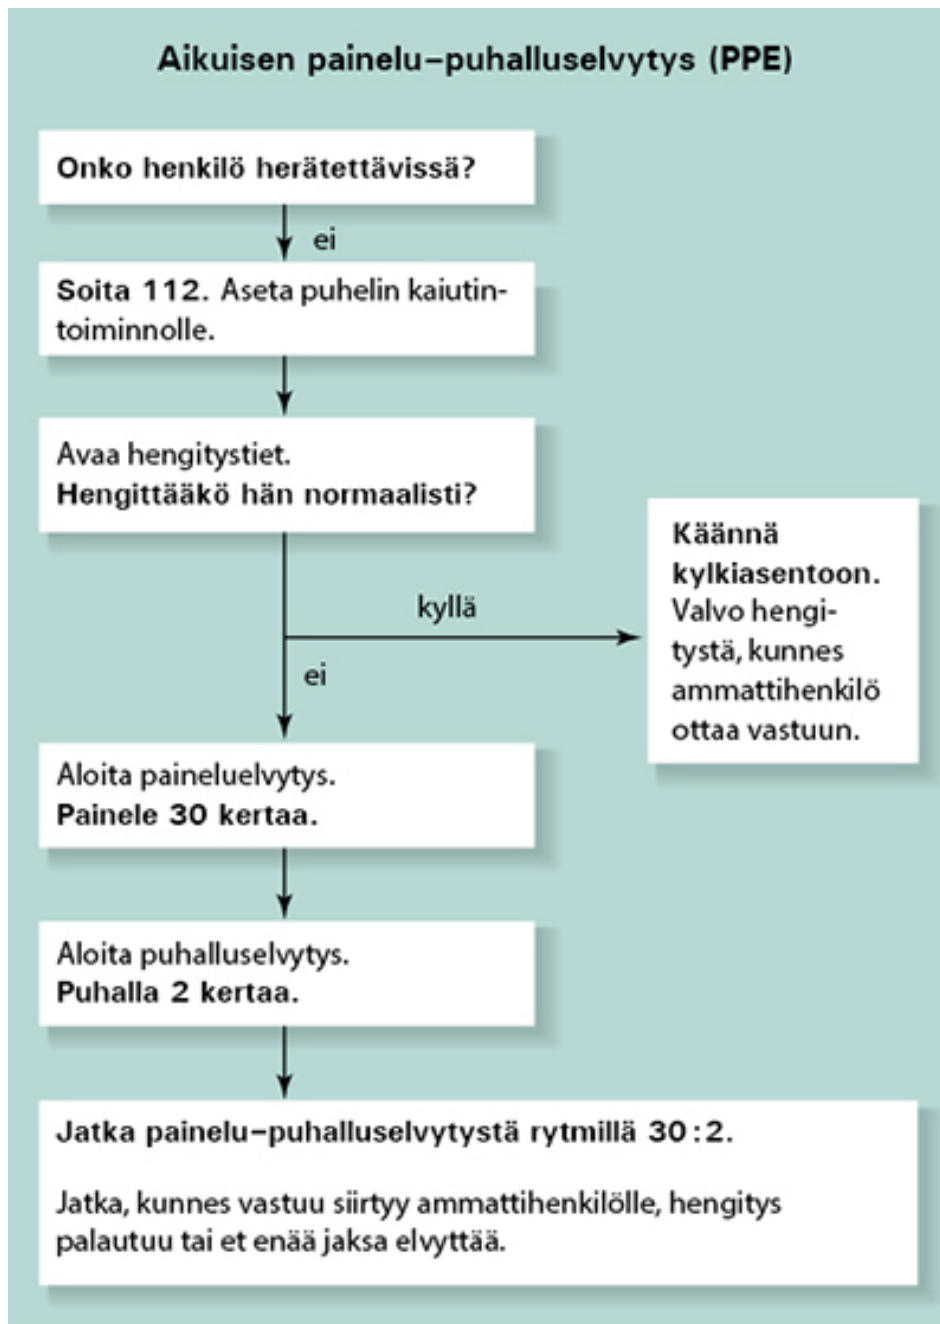 Aikuisen painelu–puhalluselvytys (PPE)
Onko henkilö herätettävissä?
ei
Soita 112. Aseta puhelin kaiutin-
toiminnolle.
Avaa hengitystiet.
Hengittääkö hän normaalisti?
kyllä
Käännä
kylkiasentoon.
Valvo hengi-
tystä, kunnes
ammattihenkilö
ottaa vastuun.
ei
Aloita paineluelvytys.
Painele 30 kertaa.
Aloita puhalluselvytys.
Puhalla 2 kertaa.
Jatka painelu–puhalluselvytystä rytmillä 30:2.
Jatka, kunnes vastuu siirtyy ammattihenkilölle, hengitys
palautuu tai et enää jaksa elvyttää.